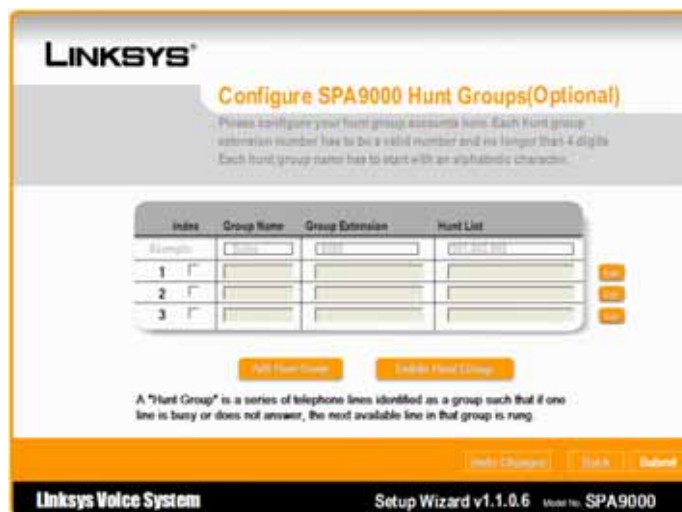 LINKSYS®
Configure SPA9000 Hunt Groups(Optional)
Please configure your hunt group accounts here. Each hunt group
extension number has to be a valid number and no longer than 4 digits
Each hunt group name has to start with an alphabetic character.
Index Group Name Group Extension Hunt List
Example
1
2
3
A "Hunt Group" is a series of telephone lines identified as a group such that if one
line is busy or does not answer, the next available line in that group is rung.
Undo Changes Back Submit
Linksys Voice System Setup Wizard v1.1.0.6 Model No. SPA9000